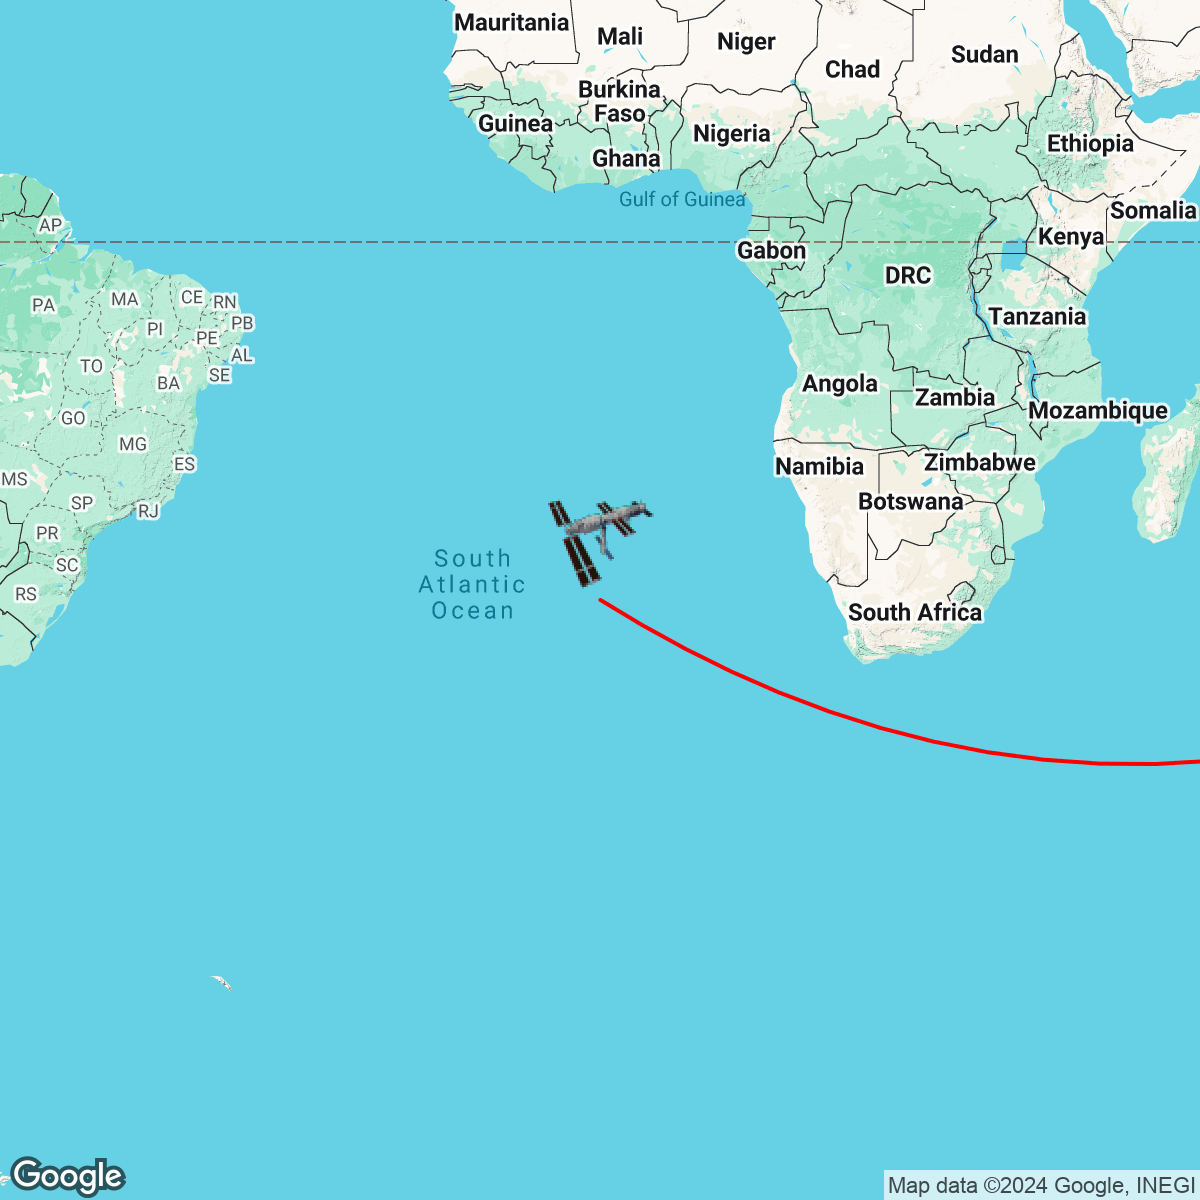 Mauritania
Mali
Niger
Sudan
Chad
Burkina
Faso
Guinea
Nigeria
Ethiopia
Ghana
Gulf of Guinea
Somalia
AP
Kenya
Gabon
DRC
PA
MA
CE
RN
Tanzania
PI
PB
PE
AL
TO
SE
BA
Angola
Zambia
Mozambique
GO
MG
ES
Namibia
Zimbabwe
MS
SP
RJ
Botswana
PR
SC
South
Atlantic
Ocean
RS
South Africa
Google
Map data ©2024 Google, INEGI